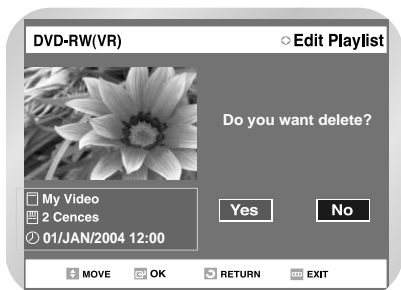 DVD-RW(VR) Edit Playlist
Do you want delete?
My Video
2 Cences
01/JAN/2004 12:00
Yes No
MOVE OK RETURN EXIT